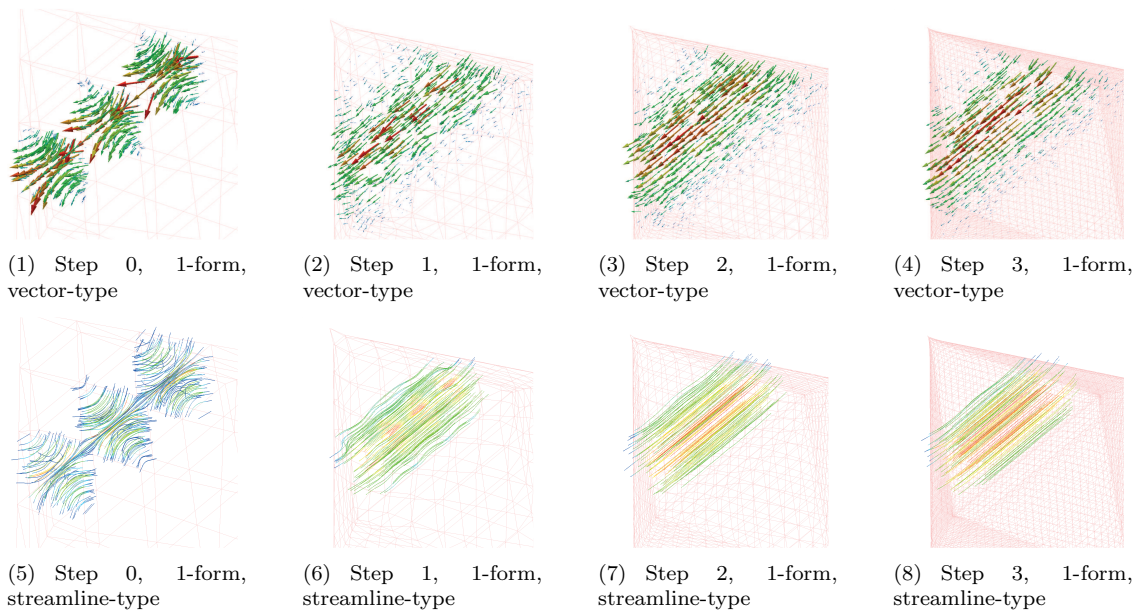 (1) Step 0, 1-form,
vector-type
(2) Step 1, 1-form,
vector-type
(3) Step 2, 1-form,
vector-type
(4) Step 3, 1-form,
vector-type
(5) Step 0, 1-form,
streamline-type
(6) Step 1, 1-form,
streamline-type
(7) Step 2, 1-form,
streamline-type
(8) Step 3, 1-form,
streamline-type